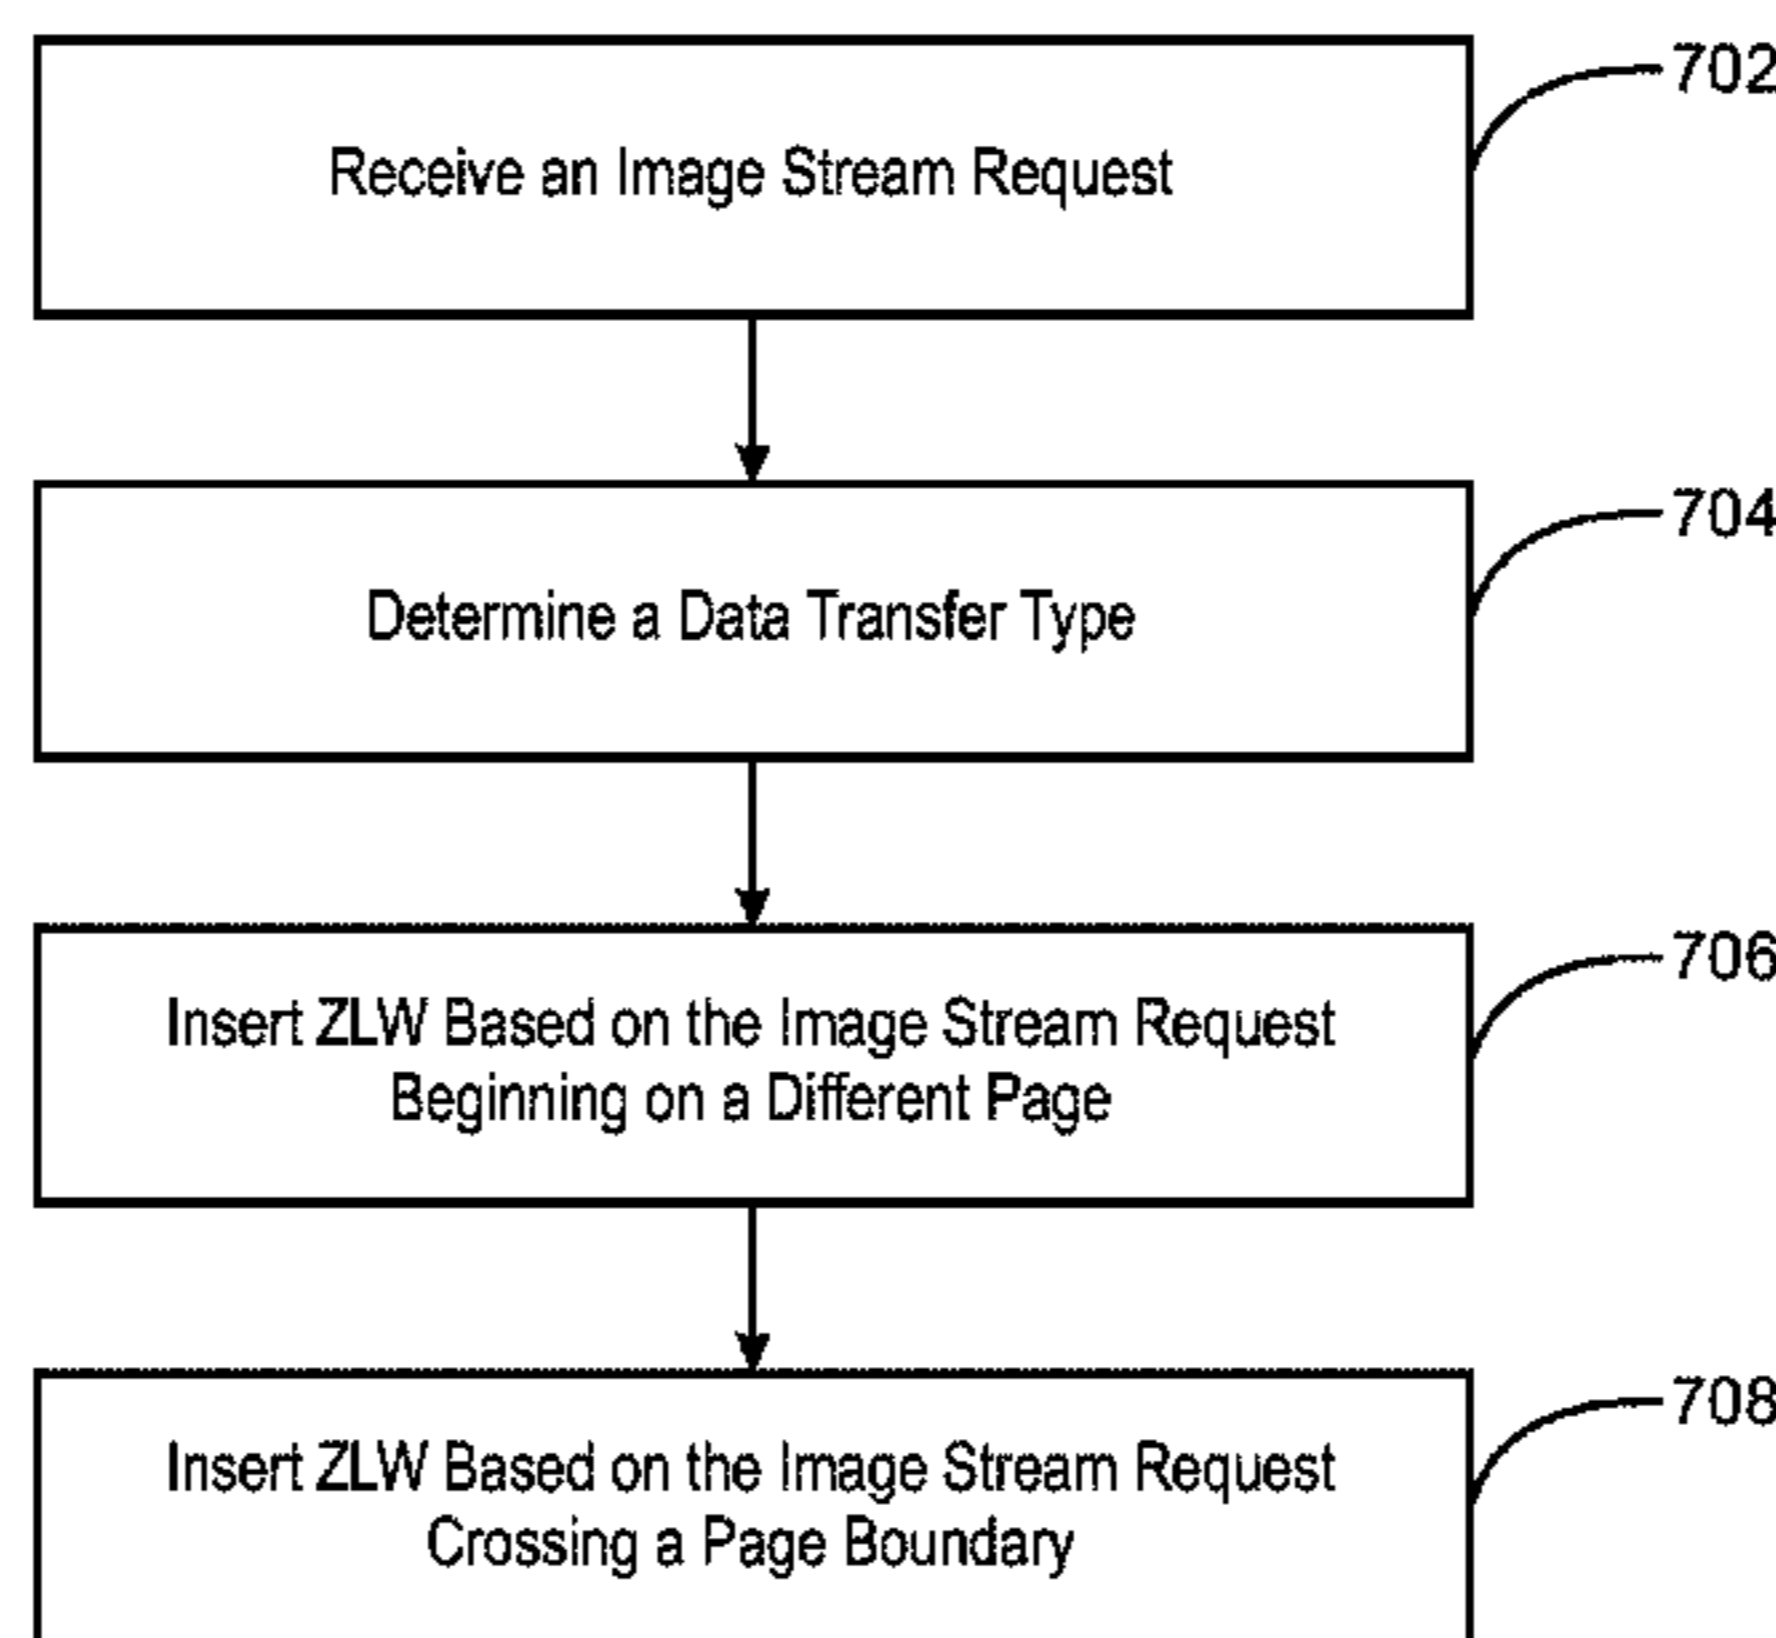 Receive an Image Stream Request
702
Determine a Data Transfer Type
704
Insert ZLW Based on the Image Stream Request
Beginning on a Different Page
706
Insert ZLW Based on the Image Stream Request
Crossing a Page Boundary
708